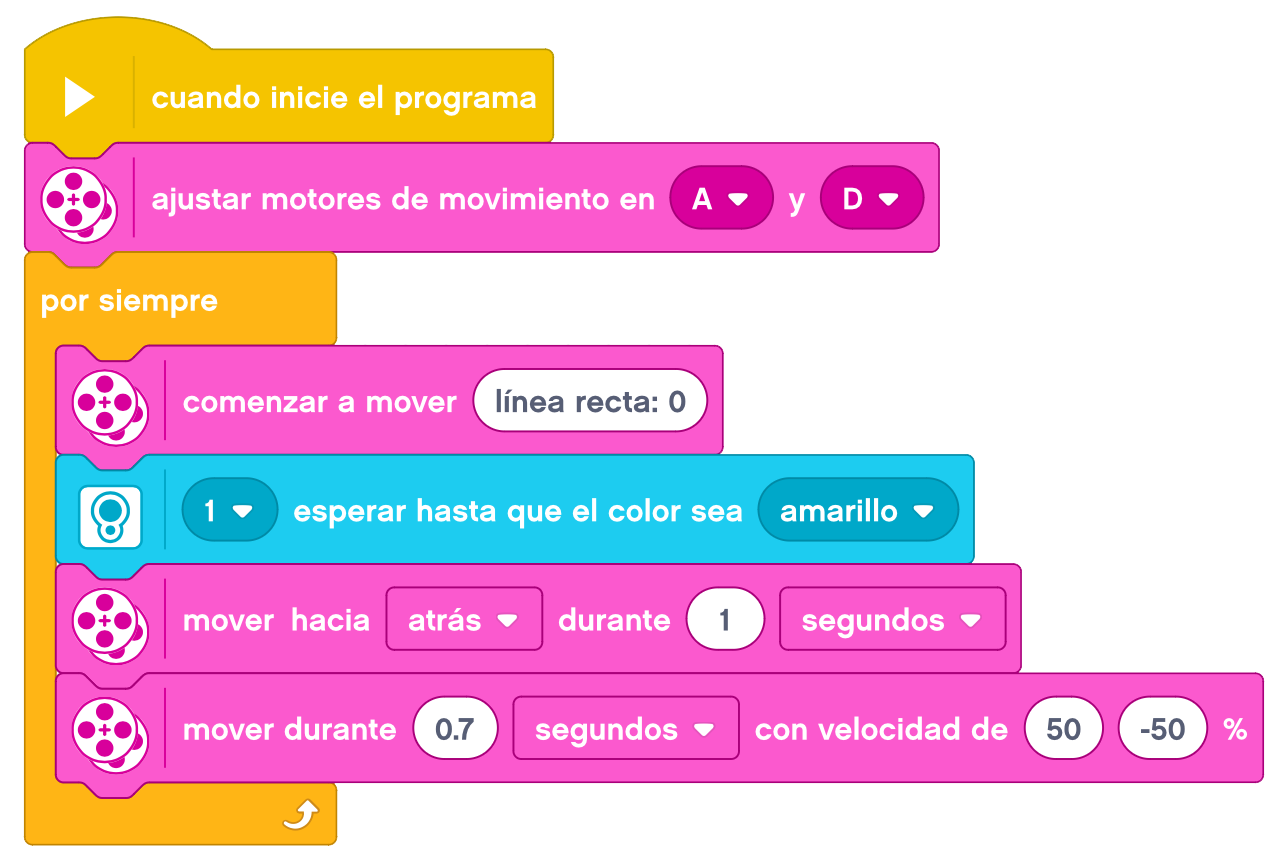 cuando inicie el programa
ajustar motores de movimiento en A y D
por siempre
comenzar a mover línea recta: 0
1 esperar hasta que el color sea amarillo
mover hacia atrás durante 1 segundos
mover durante 0.7 segundos con velocidad de 50 -50 %